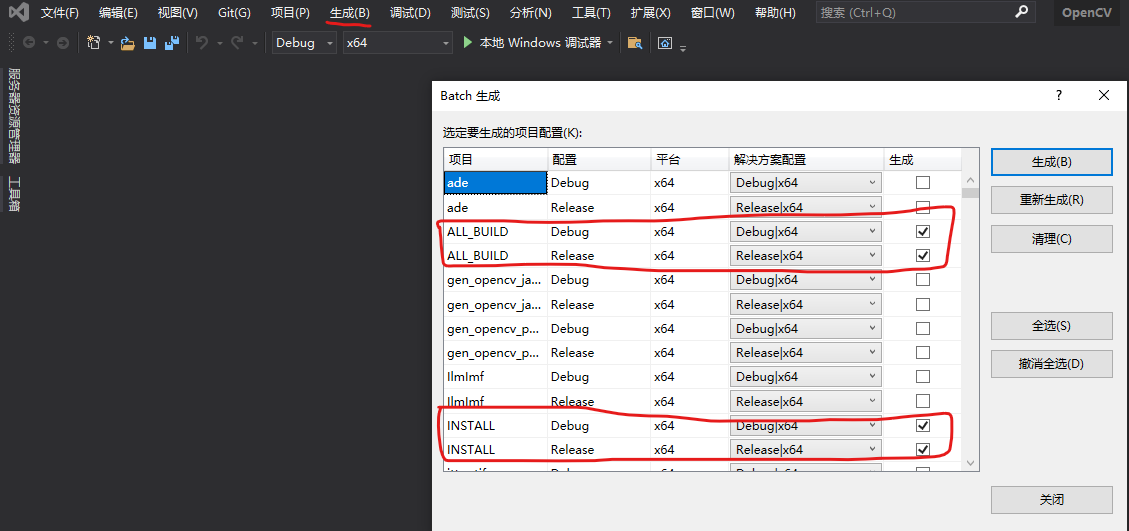 文件(F) 编辑(E) 视图(V) Git(G) 项目(P) 生成(B) 调试(D) 测试(S) 分析(N) 工具(T) 扩展(X) 窗口(W) 帮助(H) 搜索 (Ctrl+Q) OpenCV
Debug x64 本地 Windows 调试器
服务器资源管理器
工具箱
Batch 生成 ?
选定要生成的项目配置(K):
项目 配置 平台 解决方案配置 生成
ade Debug x64 Debug|x64
ade Release x64 Release|x64
ALL_BUILD Debug x64 Debug|x64
ALL_BUILD Release x64 Release|x64
gen_opencv_ja... Debug x64 Debug|x64
gen_opencv_ja... Release x64 Release|x64
gen_opencv_p... Debug x64 Debug|x64
gen_opencv_p... Release x64 Release|x64
IlmImf Debug x64 Debug|x64
IlmImf Release x64 Release|x64
INSTALL Debug x64 Debug|x64
INSTALL Release x64 Release|x64
生成(B)
重新生成(R)
清理(C)
全选(S)
撤消全选(D)
关闭